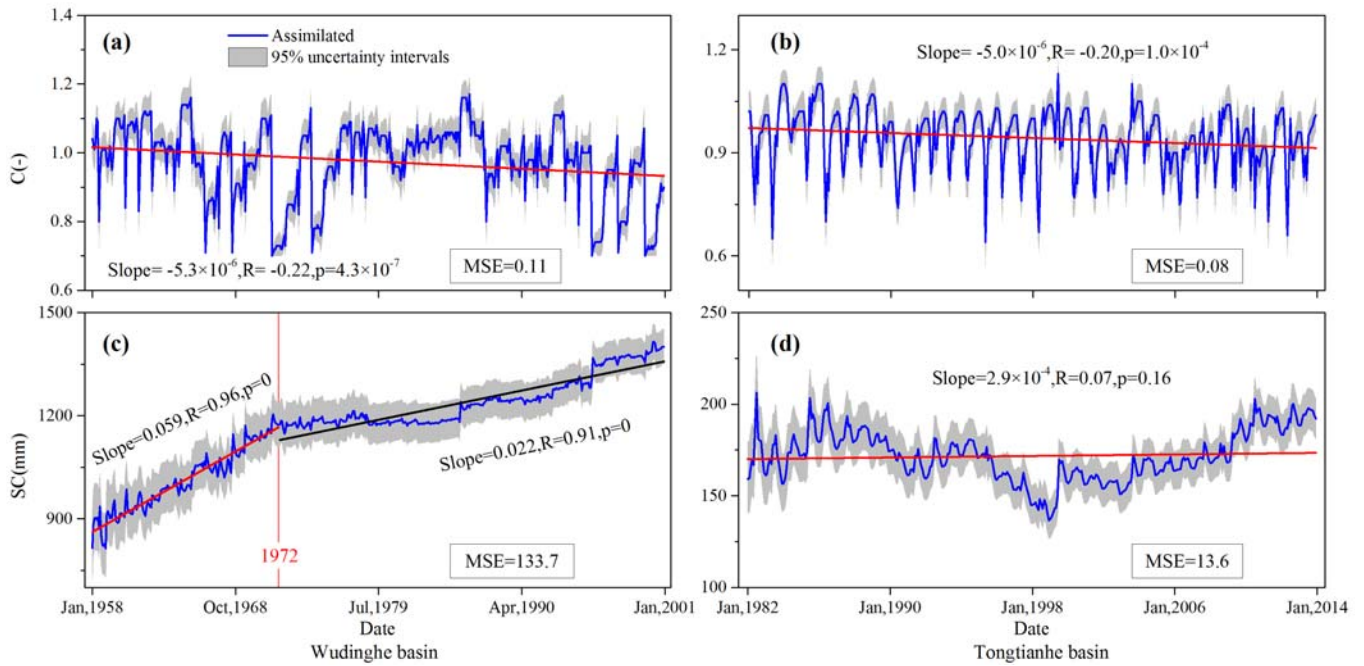 1.4
(a)
Assimilated
95% uncertainty intervals
1.2
1.0
0.8
0.6
C(-)
Slope= -5.3×10⁻⁶,R= -0.22,p=4.3×10⁻⁷
MSE=0.11
(b)
Slope= -5.0×10⁻⁶,R= -0.20,p=1.0×10⁻⁴
1.2
0.9
0.6
MSE=0.08
1500
(c)
1200
900
SC(mm)
Slope=0.059,R=0.96,p=0
Slope=0.022,R=0.91,p=0
1972
MSE=133.7
Jan,1958
Oct,1968
Jul,1979
Apr,1990
Jan,2001
Date
Wudinghe basin
250
(d)
Slope=2.9×10⁻⁴,R=0.07,p=0.16
200
150
100
MSE=13.6
Jan,1982
Jan,1990
Jan,1998
Jan,2006
Jan,2014
Date
Tongtianhe basin